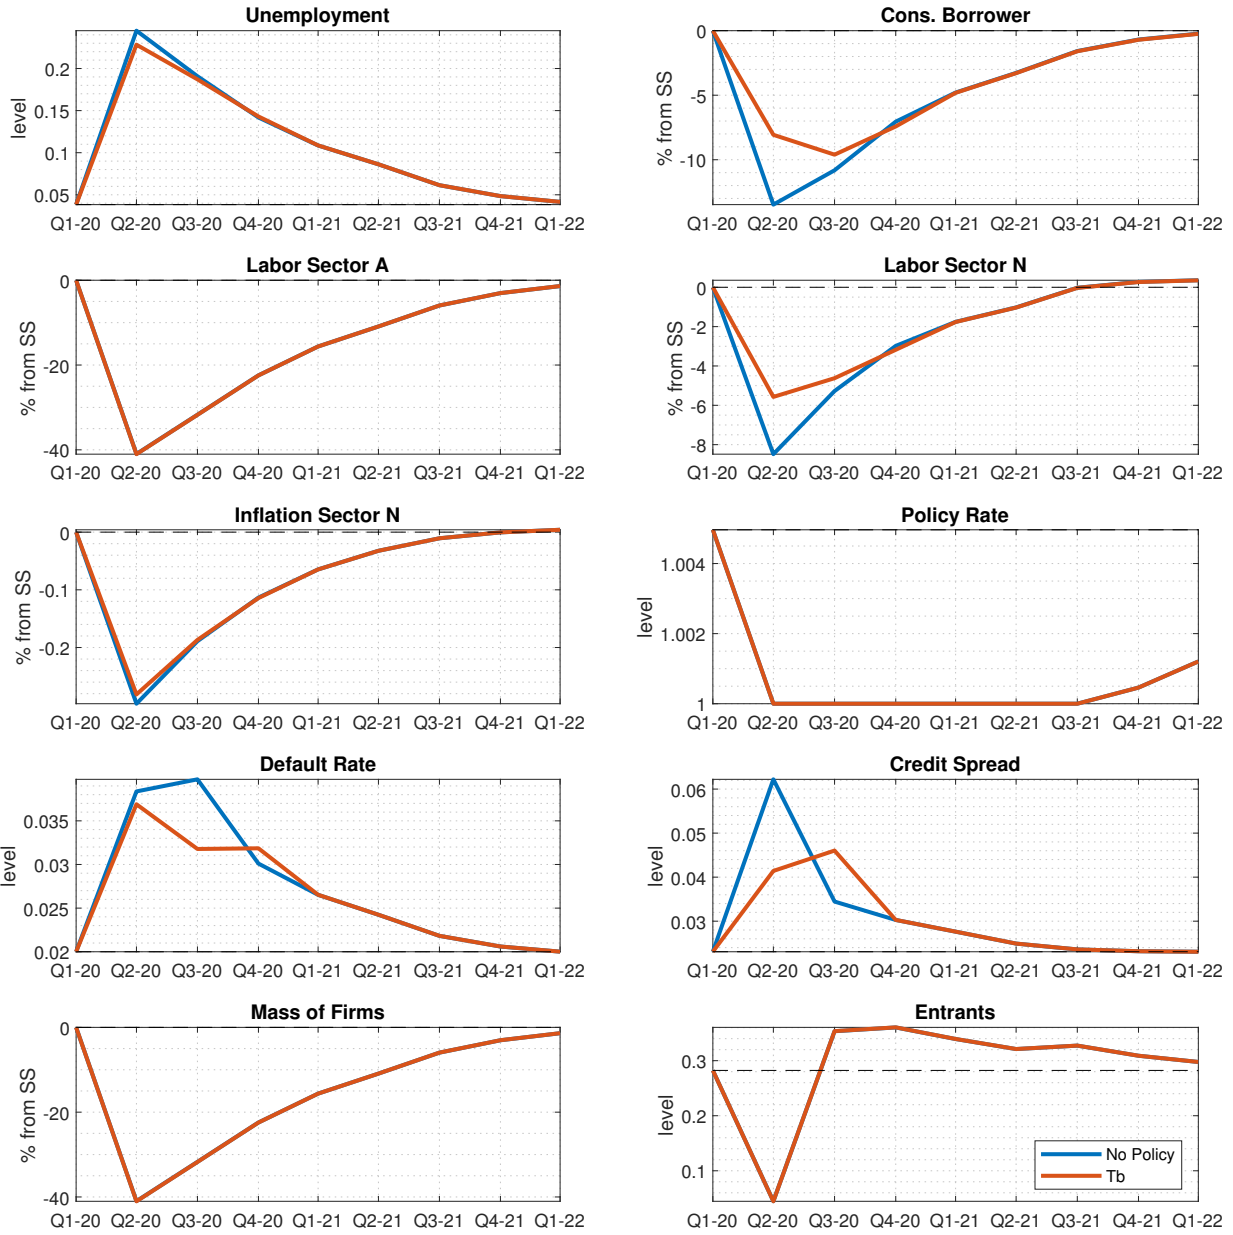 Unemployment
level
0.2
0.15
0.1
0.05
Q1-20 Q2-20 Q3-20 Q4-20 Q1-21 Q2-21 Q3-21 Q4-21 Q1-22
Cons. Borrower
% from SS
0
-5
-10
Q1-20 Q2-20 Q3-20 Q4-20 Q1-21 Q2-21 Q3-21 Q4-21 Q1-22
Labor Sector A
% from SS
0
-20
-40
Q1-20 Q2-20 Q3-20 Q4-20 Q1-21 Q2-21 Q3-21 Q4-21 Q1-22
Labor Sector N
% from SS
0
-2
-4
-6
-8
Q1-20 Q2-20 Q3-20 Q4-20 Q1-21 Q2-21 Q3-21 Q4-21 Q1-22
Inflation Sector N
% from SS
0
-0.1
-0.2
Q1-20 Q2-20 Q3-20 Q4-20 Q1-21 Q2-21 Q3-21 Q4-21 Q1-22
Policy Rate
level
1.004
1.002
1
Q1-20 Q2-20 Q3-20 Q4-20 Q1-21 Q2-21 Q3-21 Q4-21 Q1-22
Default Rate
level
0.035
0.03
0.025
0.02
Q1-20 Q2-20 Q3-20 Q4-20 Q1-21 Q2-21 Q3-21 Q4-21 Q1-22
Credit Spread
level
0.06
0.05
0.04
0.03
Q1-20 Q2-20 Q3-20 Q4-20 Q1-21 Q2-21 Q3-21 Q4-21 Q1-22
Mass of Firms
% from SS
0
-20
-40
Q1-20 Q2-20 Q3-20 Q4-20 Q1-21 Q2-21 Q3-21 Q4-21 Q1-22
Entrants
level
0.3
0.2
0.1
No Policy
Tb
Q1-20 Q2-20 Q3-20 Q4-20 Q1-21 Q2-21 Q3-21 Q4-21 Q1-22